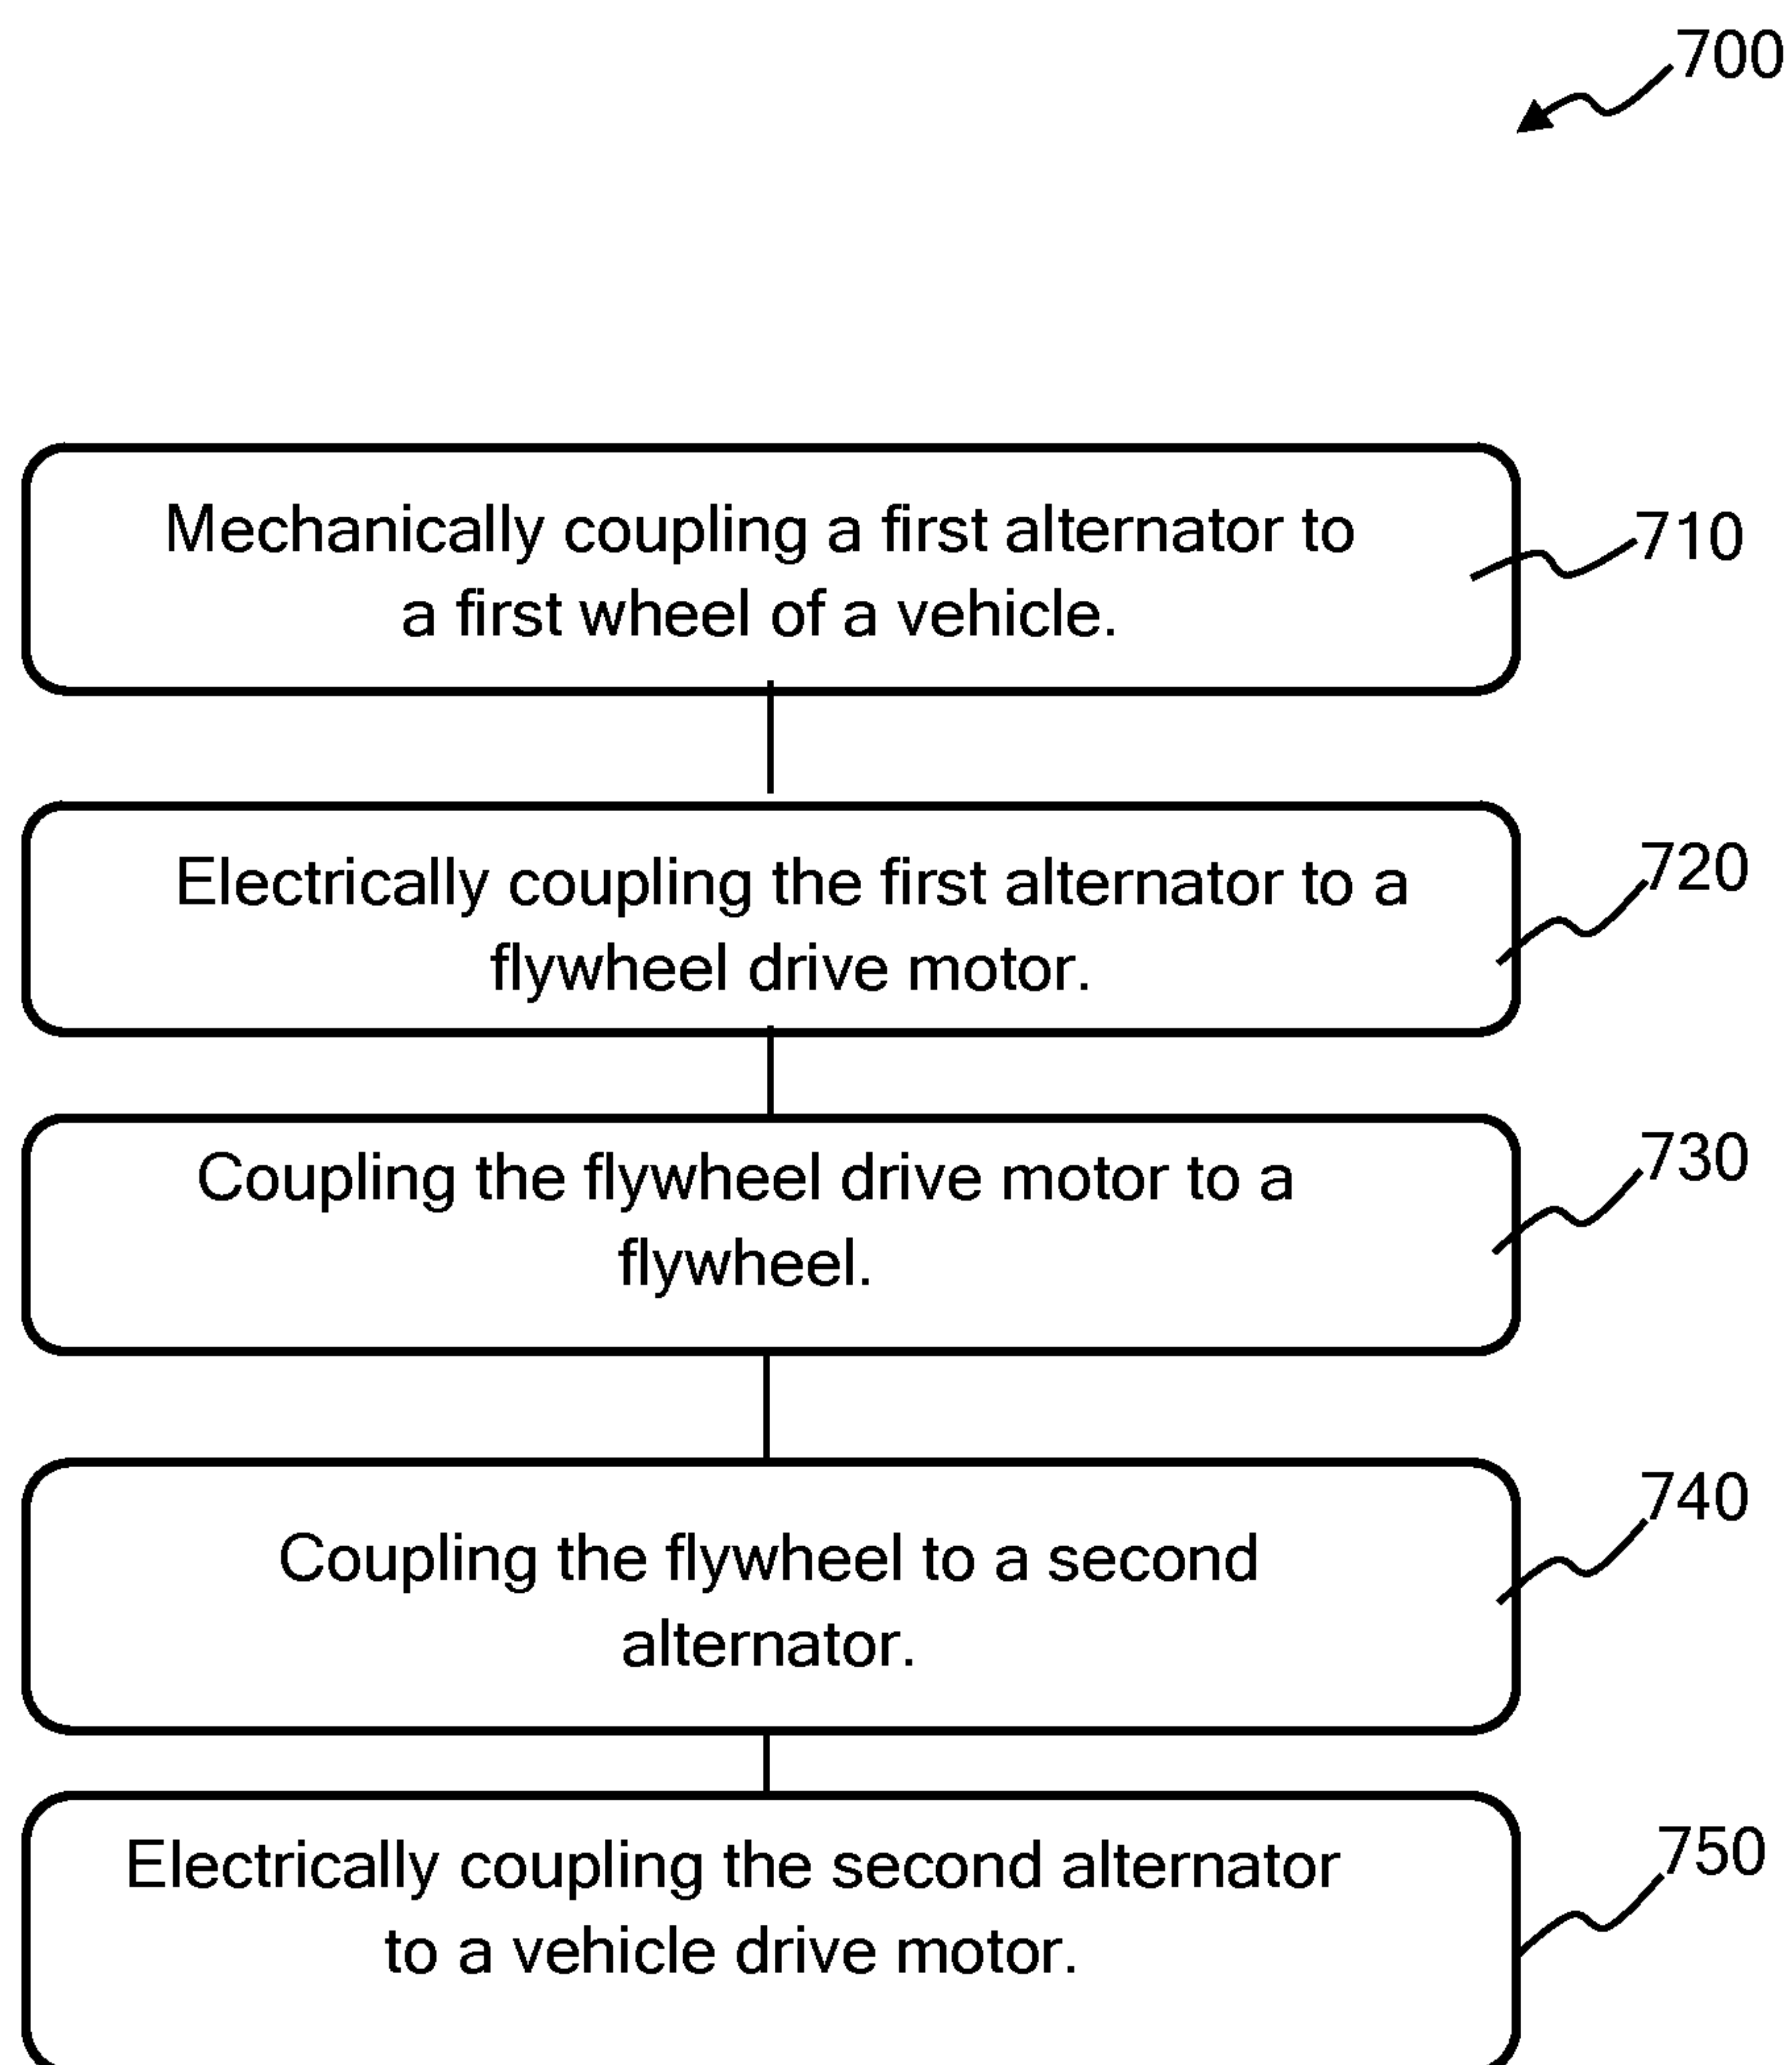 700
Mechanically coupling a first alternator to
a first wheel of a vehicle.
710
Electrically coupling the first alternator to a
flywheel drive motor.
720
Coupling the flywheel drive motor to a
flywheel.
730
Coupling the flywheel to a second
alternator.
740
Electrically coupling the second alternator
to a vehicle drive motor.
750